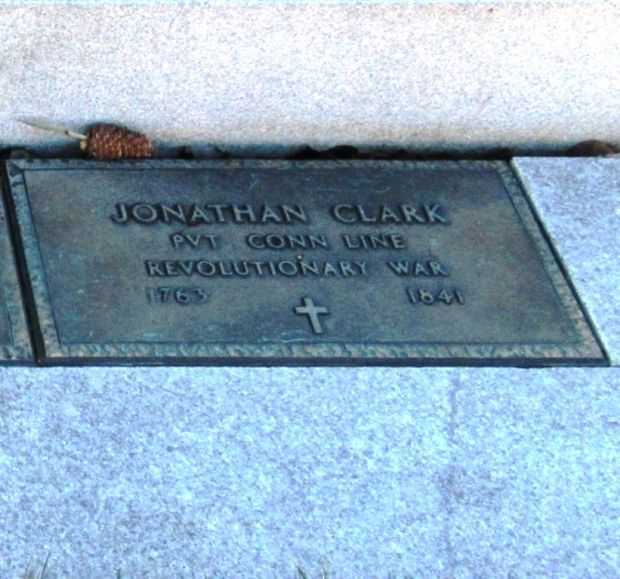 JONATHAN CLARK
PVT CONN LINE
REVOLUTIONARY WAR
1763 1841